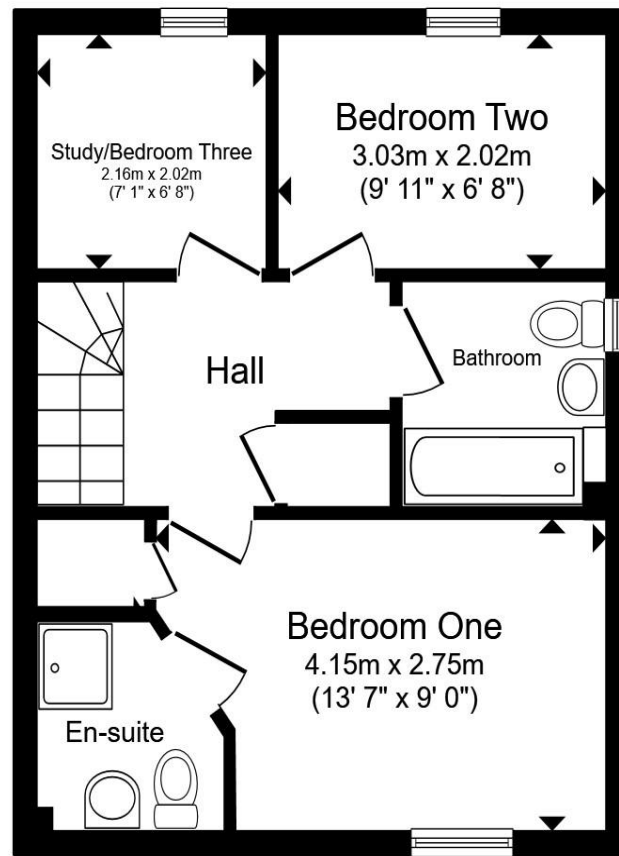 Study/Bedroom Three
2.16m x 2.02m
(7' 1" x 6' 8")
Bedroom Two
3.03m x 2.02m
(9' 11" x 6' 8")
Hall
Bathroom
Bedroom One
4.15m x 2.75m
(13' 7" x 9' 0")
En-suite